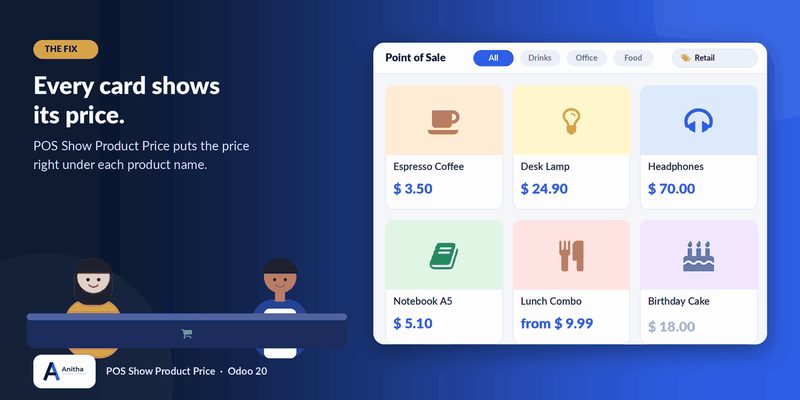 THE FIX
Every card shows
its price.
POS Show Product Price puts the price
right under each product name.
Point of Sale
All
Drinks
Office
Food
Retail
Espresso Coffee
$ 3.50
Desk Lamp
$ 24.90
Headphones
$ 70.00
Notebook A5
$ 5.10
Lunch Combo
from $ 9.99
Birthday Cake
$ 18.00
Anitha
POS Show Product Price · Odoo 20